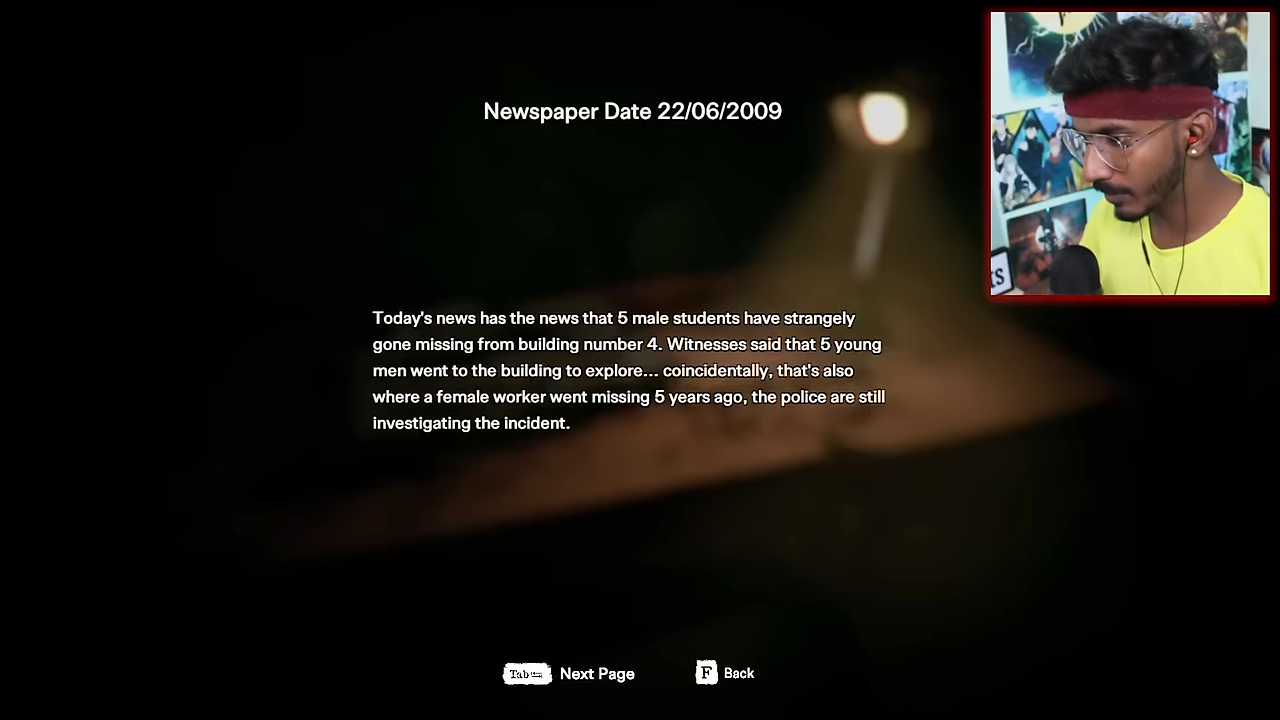 Newspaper Date 22/06/2009
Today's news has the news that 5 male students have strangely
gone missing from building number 4. Witnesses said that 5 young
men went to the building to explore... coincidentally, that's also
where a female worker went missing 5 years ago, the police are still
investigating the incident.
Tab Next Page F Back